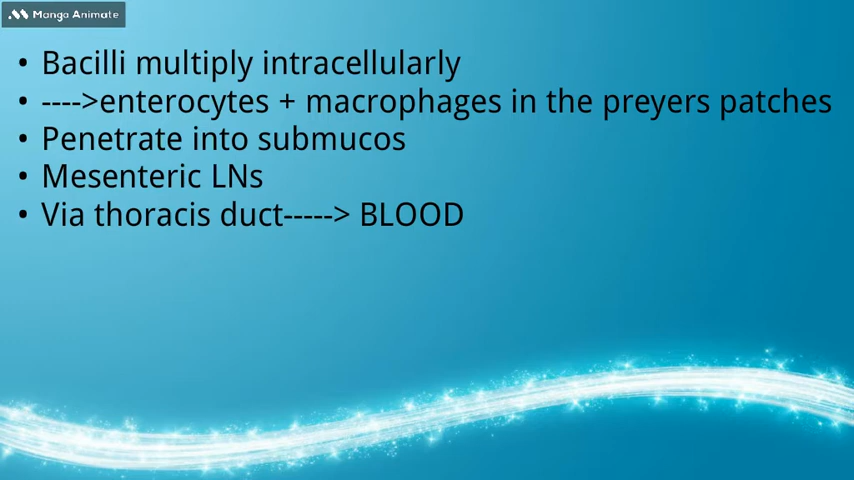 Mango Animate
• Bacilli multiply intracellularly
• ---->enterocytes + macrophages in the preyers patches
• Penetrate into submucos
• Mesenteric LNs
• Via thoracis duct-----> BLOOD